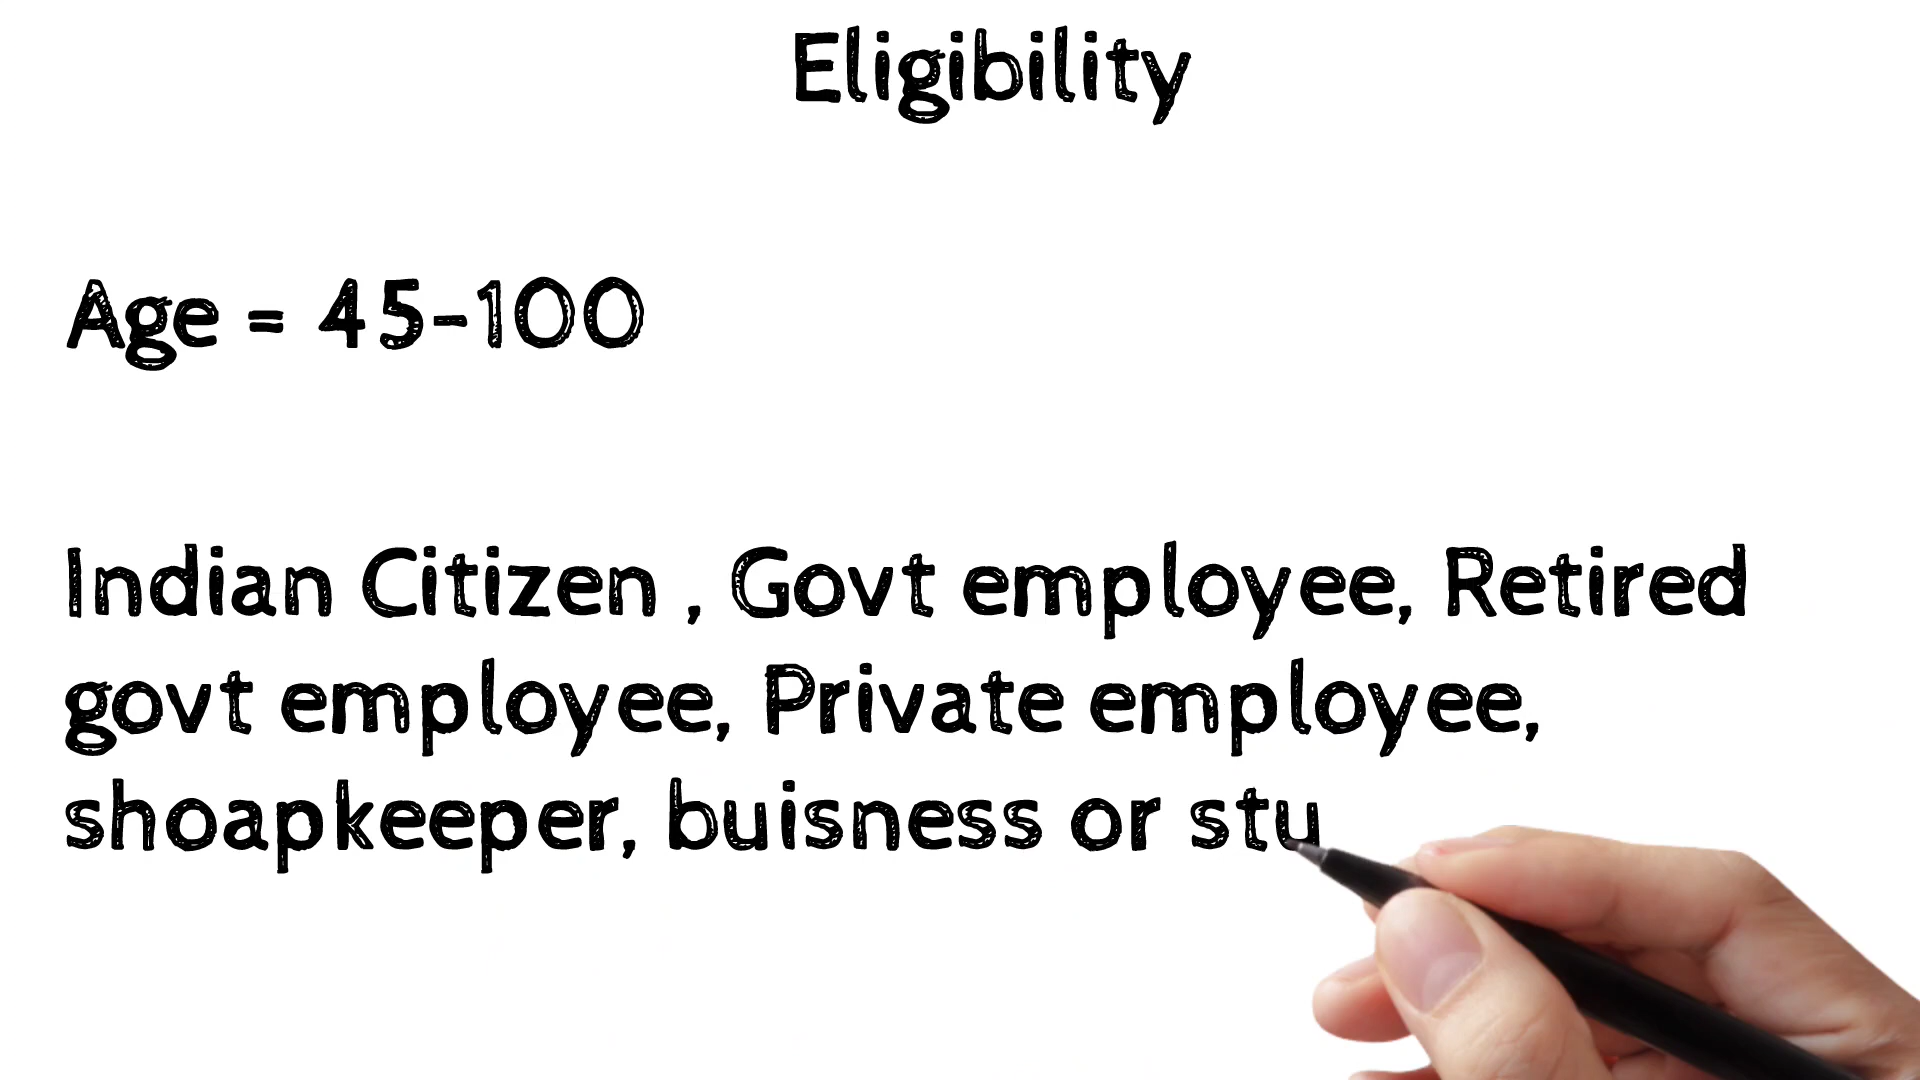 Eligibility
Age = 45-100
Indian Citizen , Govt employee, Retired
govt employee, Private employee,
shoapkeeper, buisness or stu